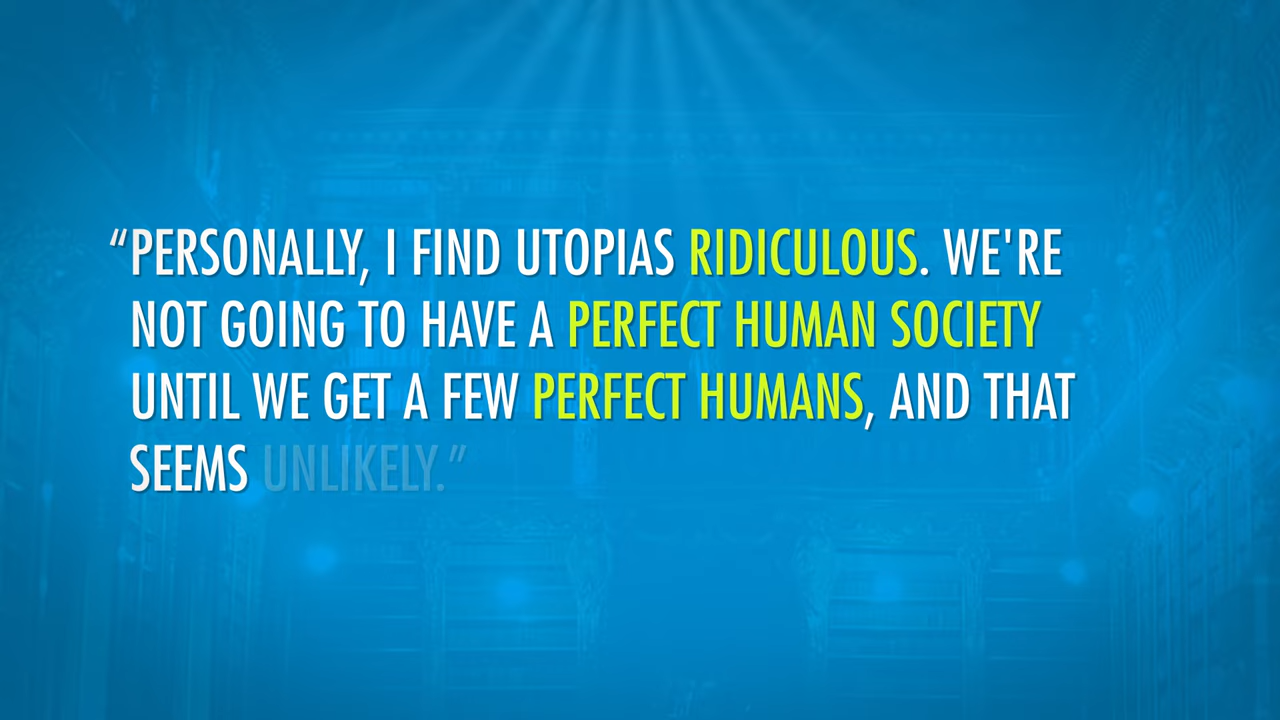 “PERSONALLY, I FIND UTOPIAS RIDICULOUS. WE'RE
NOT GOING TO HAVE A PERFECT HUMAN SOCIETY
UNTIL WE GET A FEW PERFECT HUMANS, AND THAT
SEEMS UNLIKELY.”